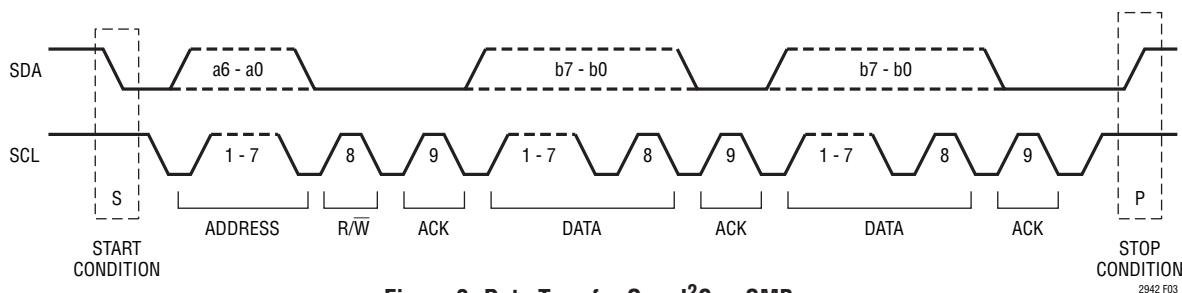 SDA
a6 - a0
b7 - b0
b7 - b0
SCL
1 - 7
8
9
1 - 7
8
9
1 - 7
8
9
S
P
ADDRESS
R/W̅
ACK
DATA
ACK
DATA
ACK
START
CONDITION
STOP
CONDITION
2942 F03